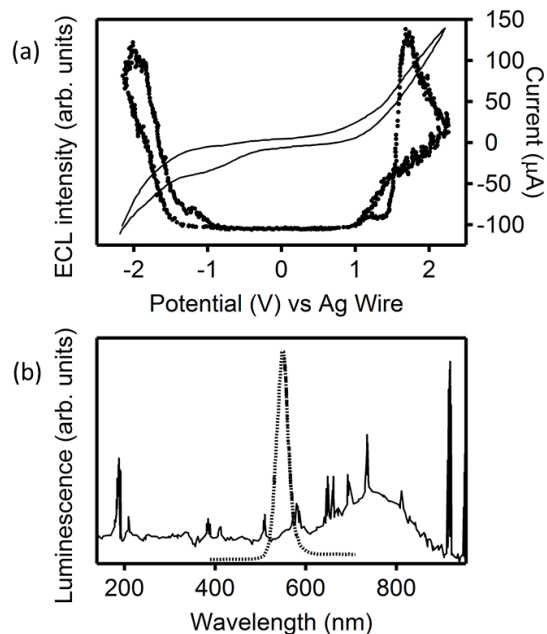 (a)
ECL intensity (arb. units)
150
100
50
0
-50
-100
Current (μA)
-2 -1 0 1 2
Potential (V) vs Ag Wire
(b)
Luminescence (arb. units)
200 400 600 800
Wavelength (nm)